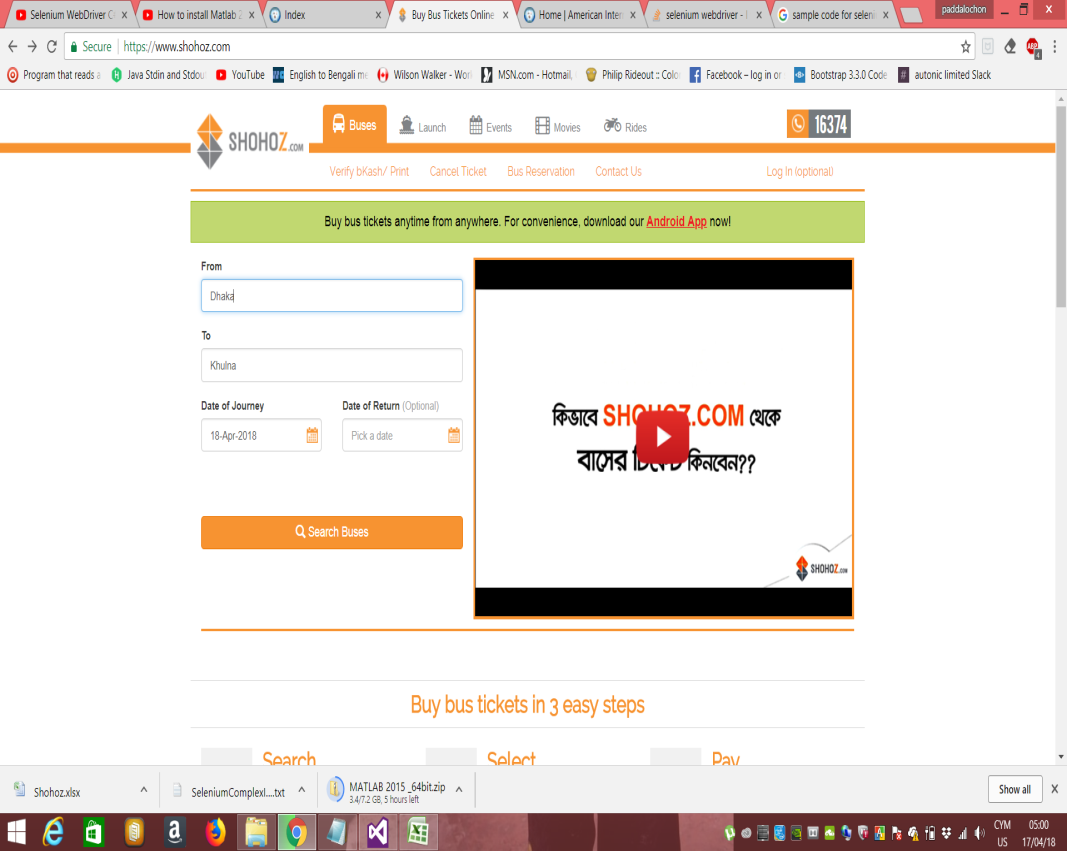 Selenium WebDriver C
How to install Matlab 2
Index
Buy Bus Tickets Online
Home | American Inter
selenium webdriver -
sample code for seleni
paddalochon
Secure
https://www.shohoz.com
ABP
4
Program that reads a
Java Stdin and Stdou
YouTube
English to Bengali me
Wilson Walker - Wor
MSN.com - Hotmail,
Philip Rideout :: Colo
Facebook – log in or
Bootstrap 3.3.0 Code
autonic limited Slack
SHOHOZ.COM
Buses
Launch
Events
Movies
Rides
16374
Verify bKash/ Print
Cancel Ticket
Bus Reservation
Contact Us
Log In (optional)
Buy bus tickets anytime from anywhere. For convenience, download our Android App now!
From
Dhaka
To
Khulna
Date of Journey
Date of Return (Optional)
18-Apr-2018
Pick a date
Search Buses
কিভাবে SHOHOZ.COM থেকে
বাসের টিকেট কিনবেন??
SHOHOZ.COM
Buy bus tickets in 3 easy steps
Search
Select
Pay
Shohoz.xlsx
SeleniumComplexI....txt
MATLAB 2015 _64bit.zip
3.4/7.2 GB, 5 hours left
Show all
CYM
US
05:00
17/04/18